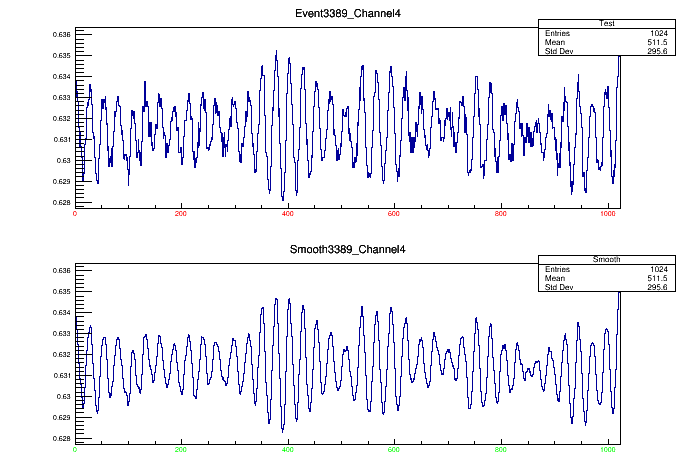 Event3389_Channel4
Test
Entries 1024
Mean 511.5
Std Dev 295.6
0.636
0.635
0.634
0.633
0.632
0.631
0.63
0.629
0.628
0 200 400 600 800 1000
Smooth3389_Channel4
Smooth
Entries 1024
Mean 511.5
Std Dev 295.6
0.636
0.635
0.634
0.633
0.632
0.631
0.63
0.629
0.628
0 200 400 600 800 1000